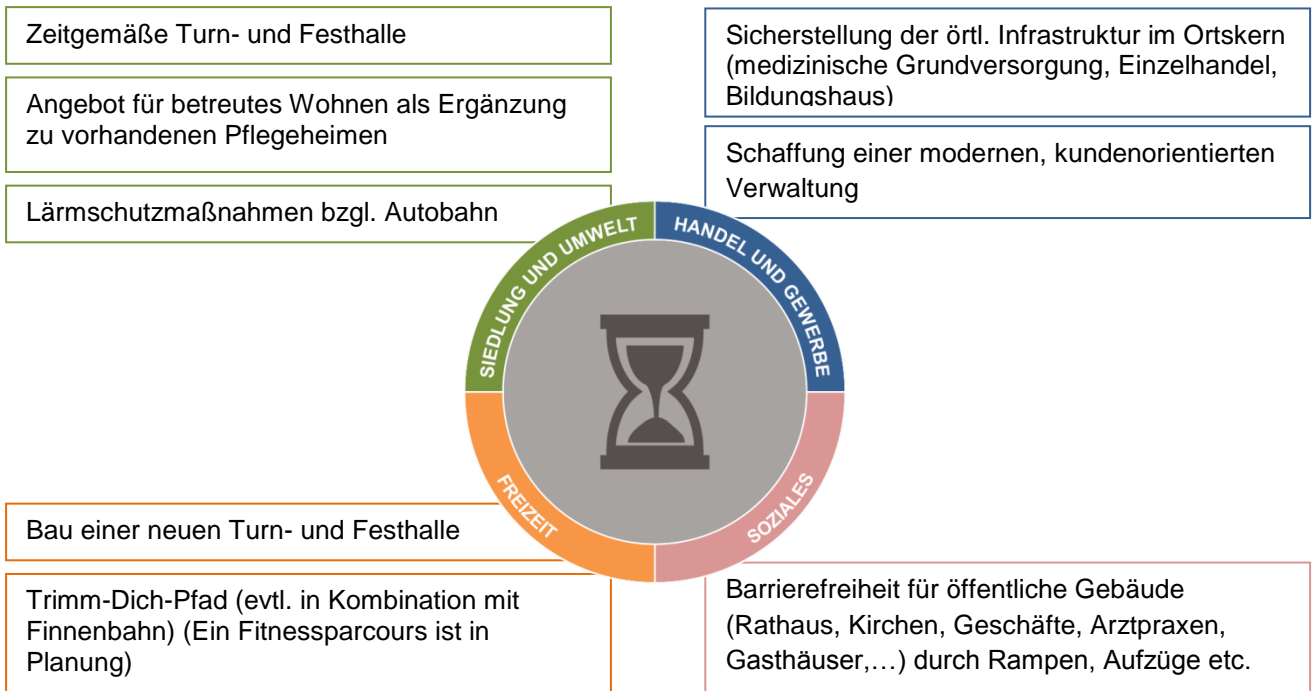 Zeitgemäße Turn- und Festhalle
Angebot für betreutes Wohnen als Ergänzung
zu vorhandenen Pflegeheimen
Lärmschutzmaßnahmen bzgl. Autobahn
Sicherstellung der örtl. Infrastruktur im Ortskern
(medizinische Grundversorgung, Einzelhandel,
Bildungshaus)
Schaffung einer modernen, kundenorientierten
Verwaltung
SIEDLUNG UND UMWELT
HANDEL UND GEWERBE
FREIZEIT
SOZIALES
Bau einer neuen Turn- und Festhalle
Trimm-Dich-Pfad (evtl. in Kombination mit
Finnenbahn) (Ein Fitnessparcours ist in
Planung)
Barrierefreiheit für öffentliche Gebäude
(Rathaus, Kirchen, Geschäfte, Arztpraxen,
Gasthäuser,…) durch Rampen, Aufzüge etc.